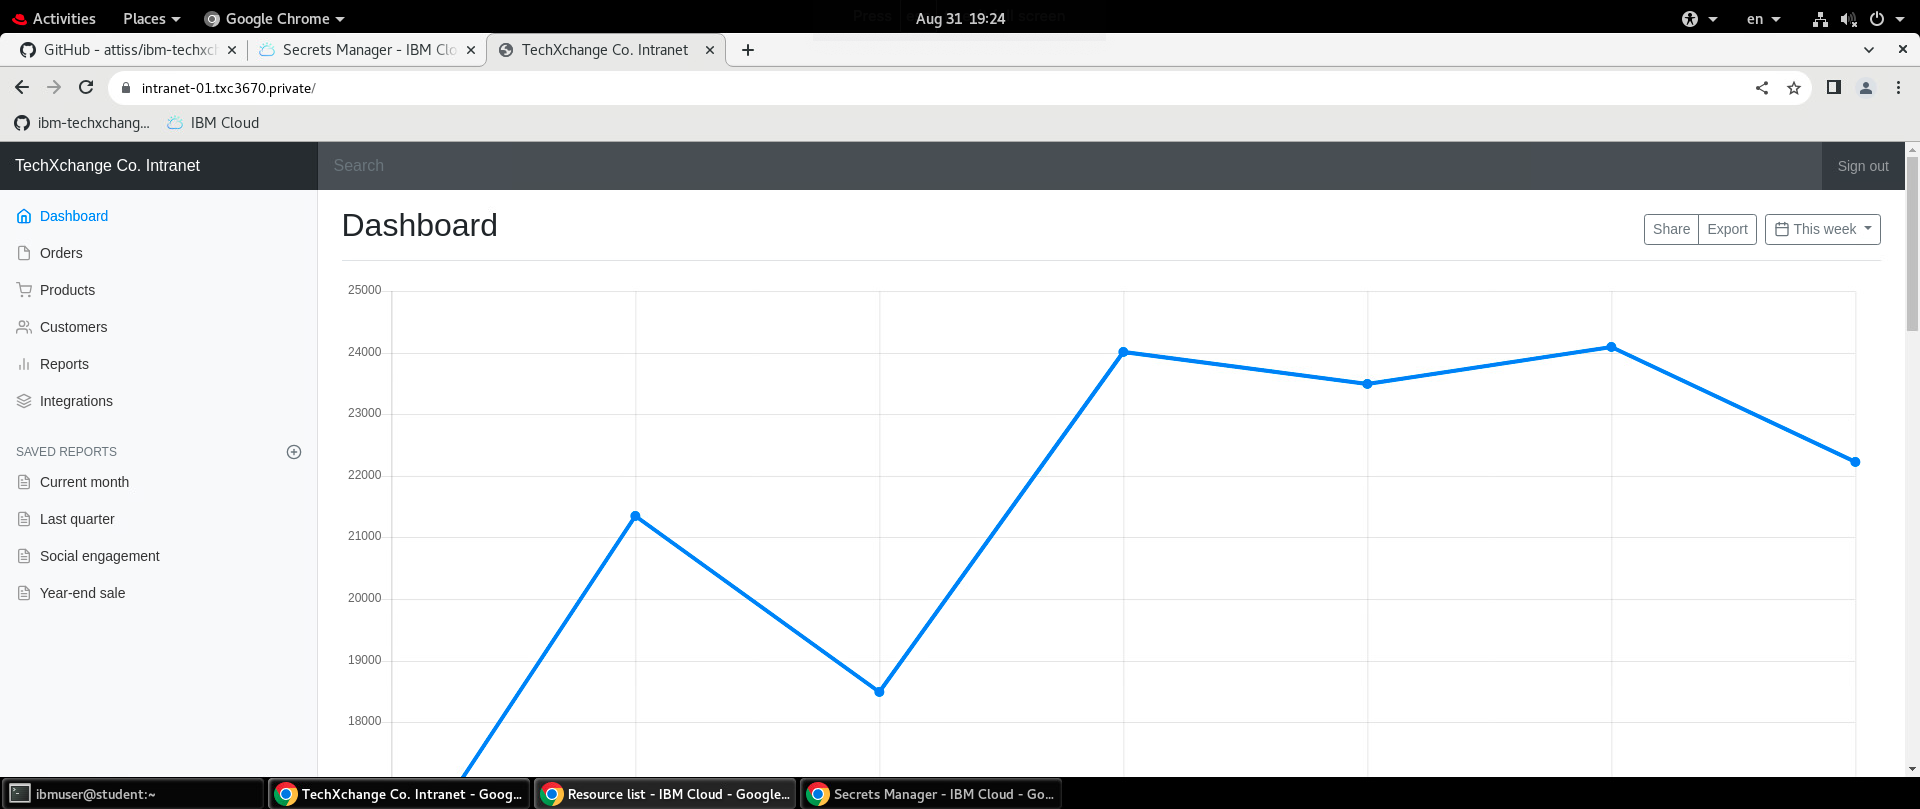 Activities Places Google Chrome Aug 31 19:24 en
GitHub - attiss/ibm-techxch Secrets Manager - IBM Clo TechXchange Co. Intranet
intranet-01.txc3670.private/
ibm-techxchang... IBM Cloud
TechXchange Co. Intranet Search Sign out
Dashboard
Orders
Products
Customers
Reports
Integrations
SAVED REPORTS
Current month
Last quarter
Social engagement
Year-end sale
Dashboard
Share Export This week
25000
24000
23000
22000
21000
20000
19000
18000
ibmuser@student:~ TechXchange Co. Intranet - Goog... Resource list - IBM Cloud - Google... Secrets Manager - IBM Cloud - Go...